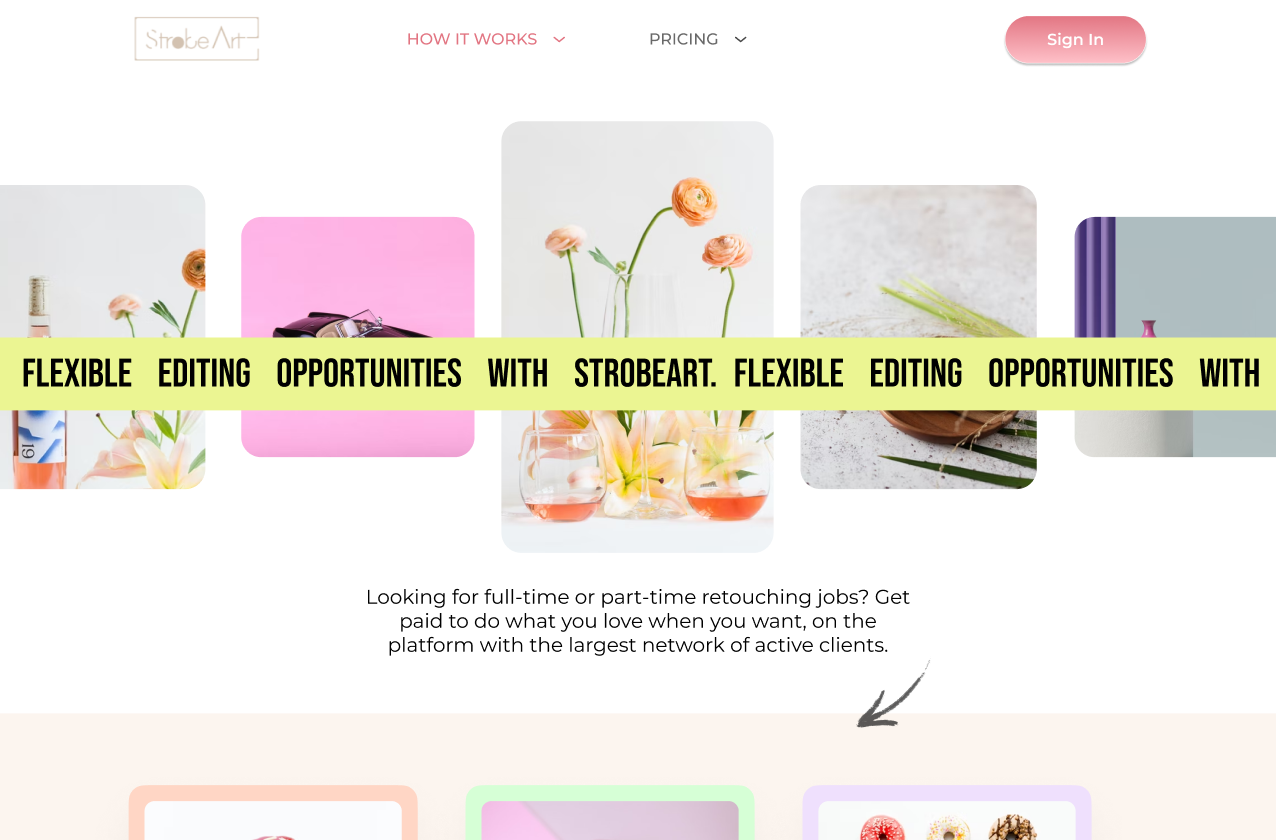 Strobe Art
HOW IT WORKS
PRICING
Sign In
FLEXIBLE EDITING OPPORTUNITIES WITH STROBEART. FLEXIBLE EDITING OPPORTUNITIES WITH
19
Looking for full-time or part-time retouching jobs? Get
paid to do what you love when you want, on the
platform with the largest network of active clients.